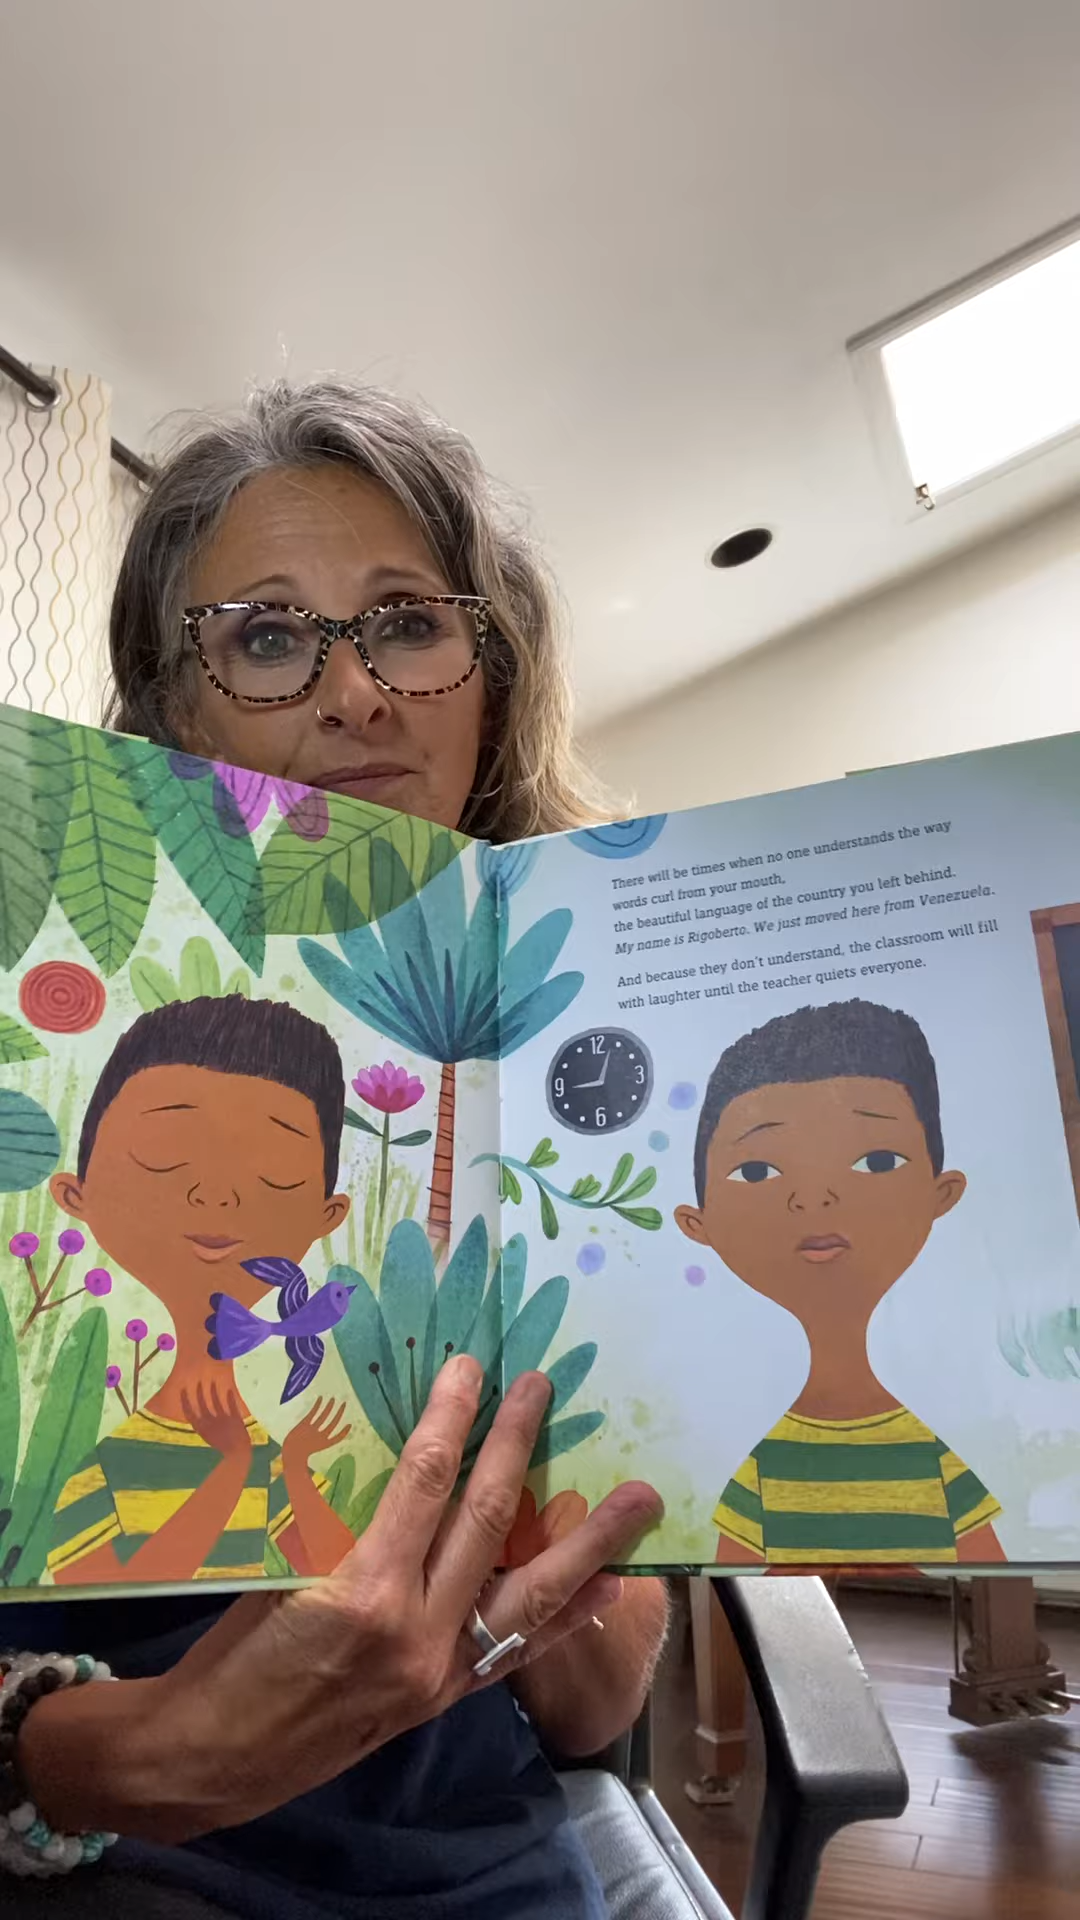 There will be times when no one understands the way
words curl from your mouth,
the beautiful language of the country you left behind.
My name is Rigoberto. We just moved here from Venezuela.
And because they don't understand, the classroom will fill
with laughter until the teacher quiets everyone.
12
9 3
6